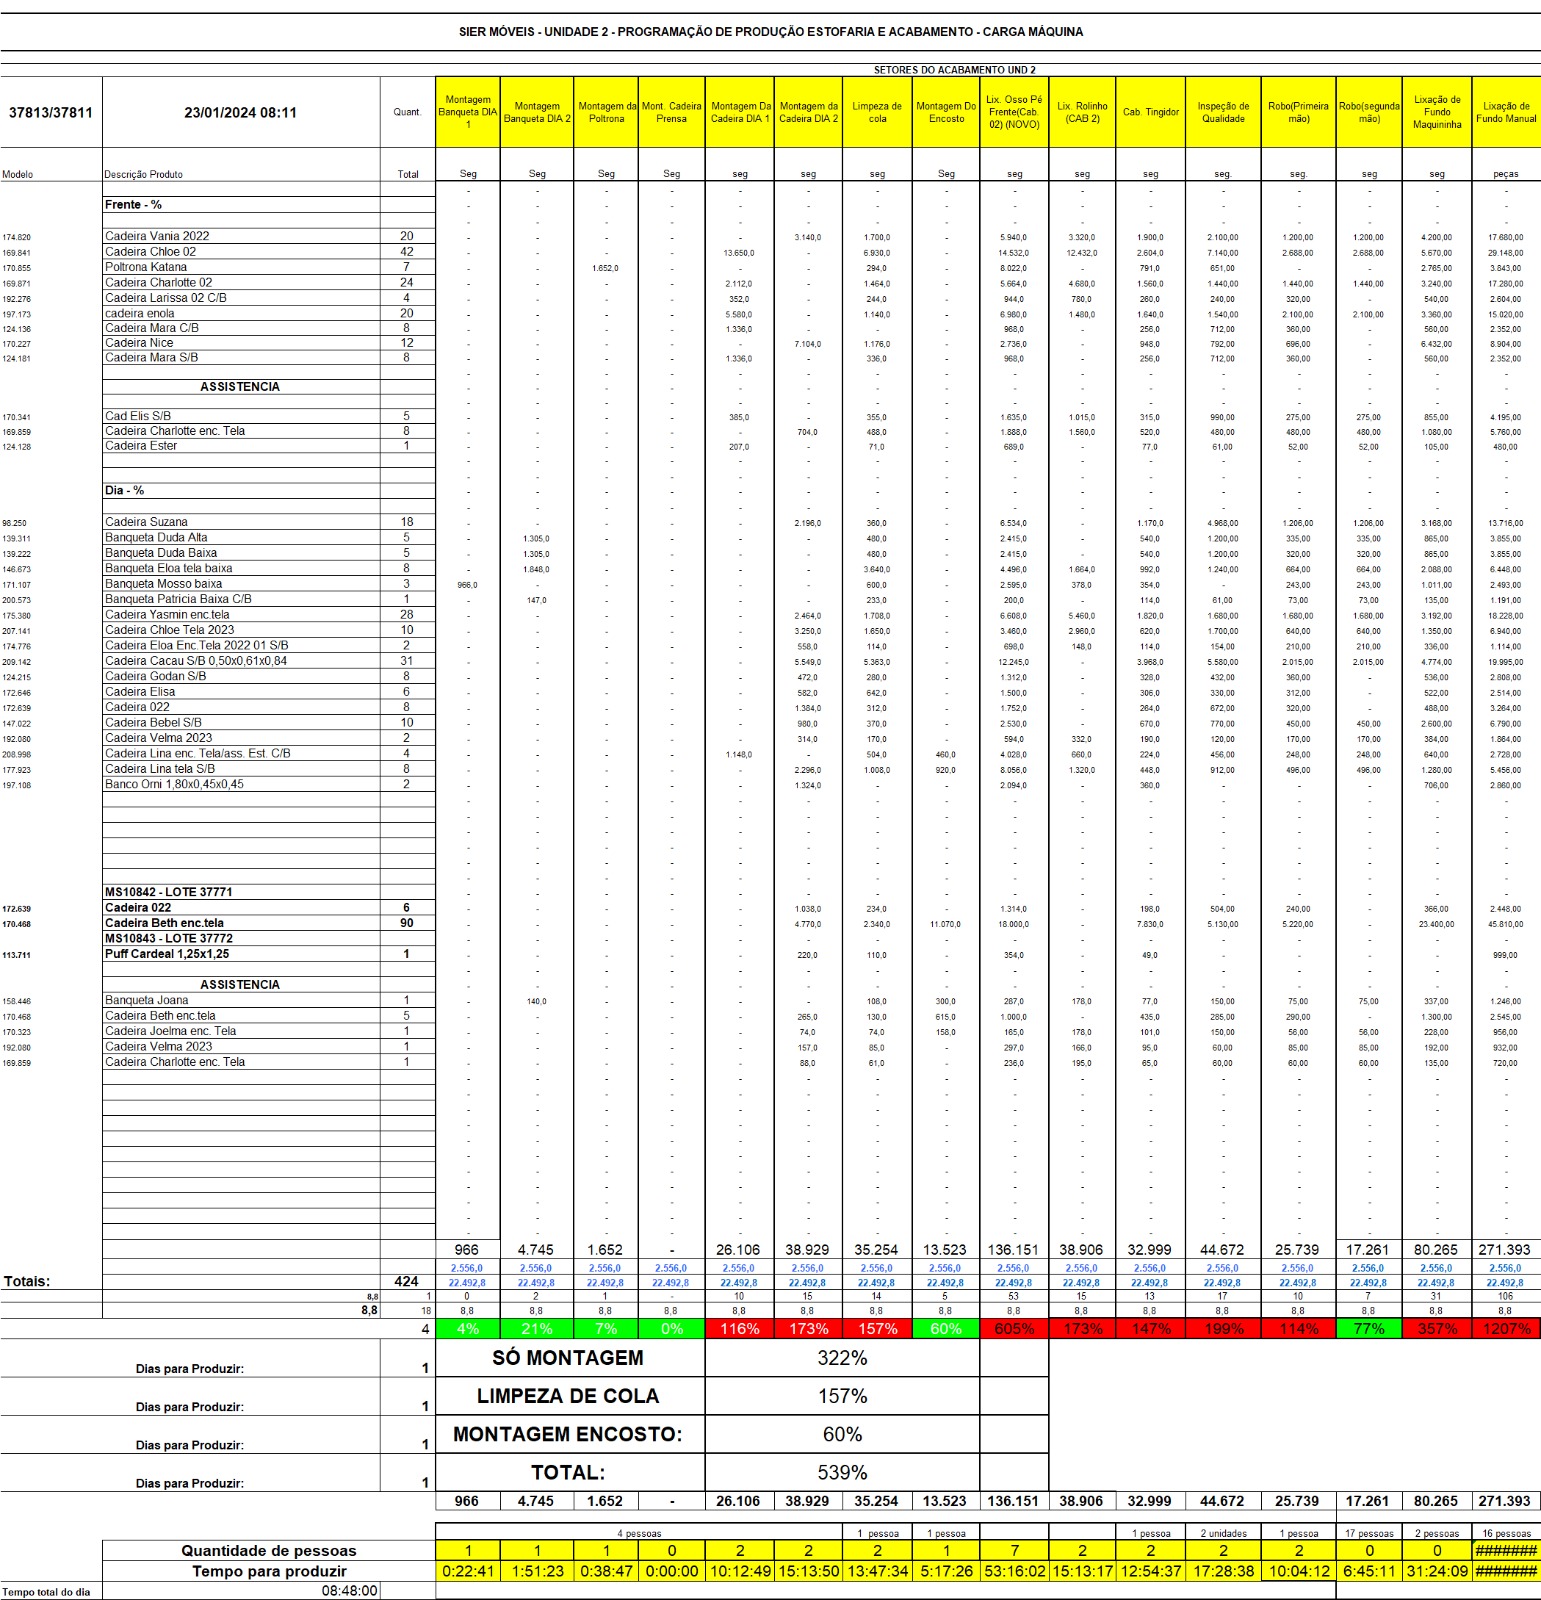 SIER MÓVEIS - UNIDADE 2 - PROGRAMAÇÃO DE PRODUÇÃO ESTOFARIA E ACABAMENTO - CARGA MÁQUINA
SETORES DO ACABAMENTO UND 2
37813/37811 23/01/2024 08:11 Quant. Montagem Banqueta DIA 1 Montagem Banqueta DIA 2 Montagem da Poltrona Mont. Cadeira Prensa Montagem Da Cadeira DIA 1 Montagem da Cadeira DIA 2 Limpeza de cola Montagem Do Encosto Lix. Osso Pé Frente(Cab. 02) (NOVO) Lix. Rolinho (CAB 2) Cab. Tingidor Inspeção de Qualidade Robo(Primeira mão) Robo(segunda mão) Lixação de Fundo Maquininha Lixação de Fundo Manual
Modelo Descrição Produto Total Seg Seg Seg Seg seg seg seg Seg seg seg seg seg. seg. seg seg peças
- - - - - - - - - - - - - - - -
Frente - % - - - - - - - - - - - - - - - -
- - - - - - - - - - - - - - - -
174.820 Cadeira Vania 2022 20 - - - - - 3.140,0 1.700,0 - 5.940,0 3.320,0 1.900,0 2.100,00 1.200,00 1.200,00 4.200,00 17.680,00
169.841 Cadeira Chloe 02 42 - - - - 13.650,0 - 6.930,0 - 14.532,0 12.432,0 2.604,0 7.140,00 2.688,00 2.688,00 5.670,00 29.148,00
170.855 Poltrona Katana 7 - - 1.652,0 - - - 294,0 - 8.022,0 - 791,0 651,00 - - 2.765,00 3.843,00
169.871 Cadeira Charlotte 02 24 - - - - 2.112,0 - 1.464,0 - 5.664,0 4.680,0 1.560,0 1.440,00 1.440,00 1.440,00 3.240,00 17.280,00
192.276 Cadeira Larissa 02 C/B 4 - - - - 352,0 - 244,0 - 944,0 780,0 260,0 240,00 320,00 - 540,00 2.604,00
197.173 cadeira enola 20 - - - - 5.580,0 - 1.140,0 - 6.980,0 1.480,0 1.640,0 1.540,00 2.100,00 2.100,00 3.360,00 15.020,00
124.136 Cadeira Mara C/B 8 - - - - 1.336,0 - - - 968,0 - 256,0 712,00 360,00 - 560,00 2.352,00
170.227 Cadeira Nice 12 - - - - - 7.104,0 1.176,0 - 2.736,0 - 948,0 792,00 696,00 - 6.432,00 8.904,00
124.181 Cadeira Mara S/B 8 - - - - 1.336,0 - 336,0 - 968,0 - 256,0 712,00 360,00 - 560,00 2.352,00
- - - - - - - - - - - - - - - -
ASSISTENCIA - - - - - - - - - - - - - - - -
- - - - - - - - - - - - - - - -
170.341 Cad Elis S/B 5 - - - - 385,0 - 355,0 - 1.635,0 1.015,0 315,0 990,00 275,00 275,00 855,00 4.195,00
169.859 Cadeira Charlotte enc. Tela 8 - - - - - 704,0 488,0 - 1.888,0 1.560,0 520,0 480,00 480,00 480,00 1.080,00 5.760,00
124.128 Cadeira Ester 1 - - - - 207,0 - 71,0 - 689,0 - 77,0 61,00 52,00 52,00 105,00 480,00
- - - - - - - - - - - - - - - -
- - - - - - - - - - - - - - - -
Dia - % - - - - - - - - - - - - - - - -
- - - - - - - - - - - - - - - -
98.250 Cadeira Suzana 18 - - - - - 2.196,0 360,0 - 6.534,0 - 1.170,0 4.968,00 1.206,00 1.206,00 3.168,00 13.716,00
139.311 Banqueta Duda Alta 5 - 1.305,0 - - - - 480,0 - 2.415,0 - 540,0 1.200,00 335,00 335,00 865,00 3.855,00
139.222 Banqueta Duda Baixa 5 - 1.305,0 - - - - 480,0 - 2.415,0 - 540,0 1.200,00 320,00 320,00 865,00 3.855,00
146.673 Banqueta Eloa tela baixa 8 - 1.848,0 - - - - 3.640,0 - 4.496,0 1.664,0 992,0 1.240,00 664,00 664,00 2.088,00 6.448,00
171.107 Banqueta Mosso baixa 3 966,0 - - - - - 600,0 - 2.595,0 378,0 354,0 - 243,00 243,00 1.011,00 2.493,00
200.573 Banqueta Patricia Baixa C/B 1 - 147,0 - - - - 233,0 - 200,0 - 114,0 61,00 73,00 73,00 135,00 1.191,00
175.380 Cadeira Yasmin enc.tela 28 - - - - - 2.464,0 1.708,0 - 6.608,0 5.460,0 1.820,0 1.680,00 1.680,00 1.680,00 3.192,00 18.228,00
207.141 Cadeira Chloe Tela 2023 10 - - - - - 3.250,0 1.650,0 - 3.460,0 2.960,0 620,0 1.700,00 640,00 640,00 1.350,00 6.940,00
174.776 Cadeira Eloa Enc.Tela 2022 01 S/B 2 - - - - - 558,0 114,0 - 698,0 148,0 114,0 154,00 210,00 210,00 336,00 1.114,00
209.142 Cadeira Cacau S/B 0,50x0,61x0,84 31 - - - - - 5.549,0 5.363,0 - 12.245,0 - 3.968,0 5.580,00 2.015,00 2.015,00 4.774,00 19.995,00
124.215 Cadeira Godan S/B 8 - - - - - 472,0 280,0 - 1.312,0 - 328,0 432,00 360,00 - 536,00 2.808,00
172.646 Cadeira Elisa 6 - - - - - 582,0 642,0 - 1.500,0 - 306,0 330,00 312,00 - 522,00 2.514,00
172.639 Cadeira 022 8 - - - - - 1.384,0 312,0 - 1.752,0 - 264,0 672,00 320,00 - 488,00 3.264,00
147.022 Cadeira Bebel S/B 10 - - - - - 980,0 370,0 - 2.530,0 - 670,0 770,00 450,00 450,00 2.600,00 6.790,00
192.080 Cadeira Velma 2023 2 - - - - - 314,0 170,0 - 594,0 332,0 190,0 120,00 170,00 170,00 384,00 1.864,00
208.998 Cadeira Lina enc. Tela/ass. Est. C/B 4 - - - - 1.148,0 - 504,0 460,0 4.028,0 660,0 224,0 456,00 248,00 248,00 640,00 2.728,00
177.923 Cadeira Lina tela S/B 8 - - - - - 2.296,0 1.008,0 920,0 8.056,0 1.320,0 448,0 912,00 496,00 496,00 1.280,00 5.456,00
197.108 Banco Orni 1,80x0,45x0,45 2 - - - - - 1.324,0 - - 2.094,0 - 360,0 - - - 706,00 2.860,00
- - - - - - - - - - - - - - - -
- - - - - - - - - - - - - - - -
- - - - - - - - - - - - - - - -
- - - - - - - - - - - - - - - -
- - - - - - - - - - - - - - - -
- - - - - - - - - - - - - - - -
MS10842 - LOTE 37771 - - - - - - - - - - - - - - - -
172.639 Cadeira 022 6 - - - - - 1.038,0 234,0 - 1.314,0 - 198,0 504,00 240,00 - 366,00 2.448,00
170.468 Cadeira Beth enc.tela 90 - - - - - 4.770,0 2.340,0 11.070,0 18.000,0 - 7.830,0 5.130,00 5.220,00 - 23.400,00 45.810,00
MS10843 - LOTE 37772 - - - - - - - - - - - - - - - -
113.711 Puff Cardeal 1,25x1,25 1 - - - - - 220,0 110,0 - 354,0 - 49,0 - - - - 999,00
- - - - - - - - - - - - - - - -
ASSISTENCIA - - - - - - - - - - - - - - - -
158.446 Banqueta Joana 1 - 140,0 - - - - 108,0 300,0 287,0 178,0 77,0 150,00 75,00 75,00 337,00 1.246,00
170.468 Cadeira Beth enc.tela 5 - - - - - 265,0 130,0 615,0 1.000,0 - 435,0 285,00 290,00 - 1.300,00 2.545,00
170.323 Cadeira Joelma enc. Tela 1 - - - - - 74,0 74,0 158,0 165,0 178,0 101,0 150,00 56,00 56,00 228,00 956,00
192.080 Cadeira Velma 2023 1 - - - - - 157,0 85,0 - 297,0 166,0 95,0 60,00 85,00 85,00 192,00 932,00
169.859 Cadeira Charlotte enc. Tela 1 - - - - - 88,0 61,0 - 236,0 195,0 65,0 60,00 60,00 60,00 135,00 720,00
- - - - - - - - - - - - - - - -
- - - - - - - - - - - - - - - -
- - - - - - - - - - - - - - - -
- - - - - - - - - - - - - - - -
- - - - - - - - - - - - - - - -
- - - - - - - - - - - - - - - -
- - - - - - - - - - - - - - - -
- - - - - - - - - - - - - - - -
- - - - - - - - - - - - - - - -
- - - - - - - - - - - - - - - -
- - - - - - - - - - - - - - - -
966 4.745 1.652 - 26.106 38.929 35.254 13.523 136.151 38.906 32.999 44.672 25.739 17.261 80.265 271.393
2.556,0 2.556,0 2.556,0 2.556,0 2.556,0 2.556,0 2.556,0 2.556,0 2.556,0 2.556,0 2.556,0 2.556,0 2.556,0 2.556,0 2.556,0 2.556,0
Totais: 424 22.492,8 22.492,8 22.492,8 22.492,8 22.492,8 22.492,8 22.492,8 22.492,8 22.492,8 22.492,8 22.492,8 22.492,8 22.492,8 22.492,8 22.492,8 22.492,8
8,8 1 0 2 1 - 10 15 14 5 53 15 13 17 10 7 31 106
8,8 18 8,8 8,8 8,8 8,8 8,8 8,8 8,8 8,8 8,8 8,8 8,8 8,8 8,8 8,8 8,8 8,8
4 4% 21% 7% 0% 116% 173% 157% 60% 605% 173% 147% 199% 114% 77% 357% 1207%
Dias para Produzir: 1 SÓ MONTAGEM 322%
Dias para Produzir: 1 LIMPEZA DE COLA 157%
Dias para Produzir: 1 MONTAGEM ENCOSTO: 60%
Dias para Produzir: 1 TOTAL: 539%
966 4.745 1.652 - 26.106 38.929 35.254 13.523 136.151 38.906 32.999 44.672 25.739 17.261 80.265 271.393
4 pessoas 1 pessoa 1 pessoa 1 pessoa 2 unidades 1 pessoa 17 pessoas 2 pessoas 16 pessoas
Quantidade de pessoas 1 1 1 0 2 2 2 1 7 2 2 2 2 0 0 #######
Tempo para produzir 0:22:41 1:51:23 0:38:47 0:00:00 10:12:49 15:13:50 13:47:34 5:17:26 53:16:02 15:13:17 12:54:37 17:28:38 10:04:12 6:45:11 31:24:09 #######
Tempo total do dia 08:48:00